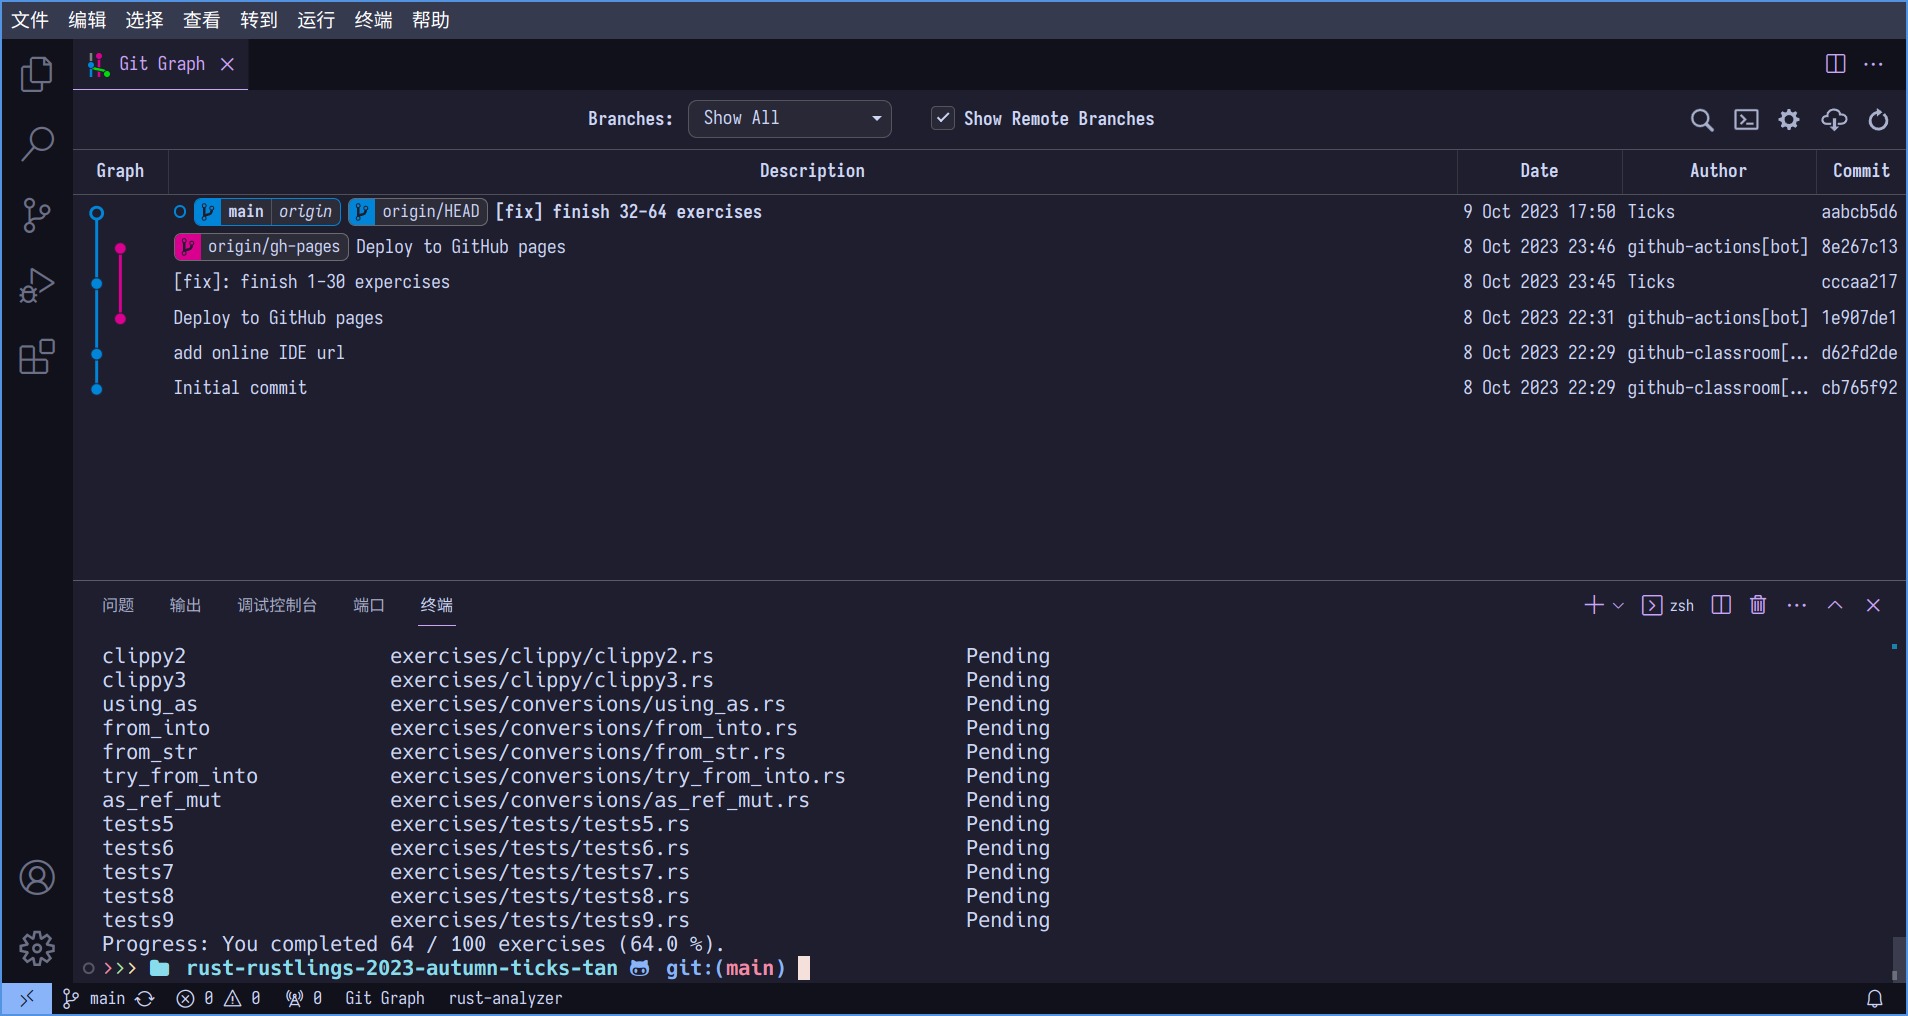 文件 编辑 选择 查看 转到 运行 终端 帮助
Git Graph
Branches: Show All Show Remote Branches
Graph Description Date Author Commit
main origin origin/HEAD [fix] finish 32-64 exercises 9 Oct 2023 17:50 Ticks aabcb5d6
origin/gh-pages Deploy to GitHub pages 8 Oct 2023 23:46 github-actions[bot] 8e267c13
[fix]: finish 1-30 expercises 8 Oct 2023 23:45 Ticks cccaa217
Deploy to GitHub pages 8 Oct 2023 22:31 github-actions[bot] 1e907de1
add online IDE url 8 Oct 2023 22:29 github-classroom[... d62fd2de
Initial commit 8 Oct 2023 22:29 github-classroom[... cb765f92
问题 输出 调试控制台 端口 终端 zsh
clippy2 exercises/clippy/clippy2.rs Pending
clippy3 exercises/clippy/clippy3.rs Pending
using_as exercises/conversions/using_as.rs Pending
from_into exercises/conversions/from_into.rs Pending
from_str exercises/conversions/from_str.rs Pending
try_from_into exercises/conversions/try_from_into.rs Pending
as_ref_mut exercises/conversions/as_ref_mut.rs Pending
tests5 exercises/tests/tests5.rs Pending
tests6 exercises/tests/tests6.rs Pending
tests7 exercises/tests/tests7.rs Pending
tests8 exercises/tests/tests8.rs Pending
tests9 exercises/tests/tests9.rs Pending
Progress: You completed 64 / 100 exercises (64.0 %).
rust-rustlings-2023-autumn-ticks-tan git:(main)
main 0 0 0 Git Graph rust-analyzer